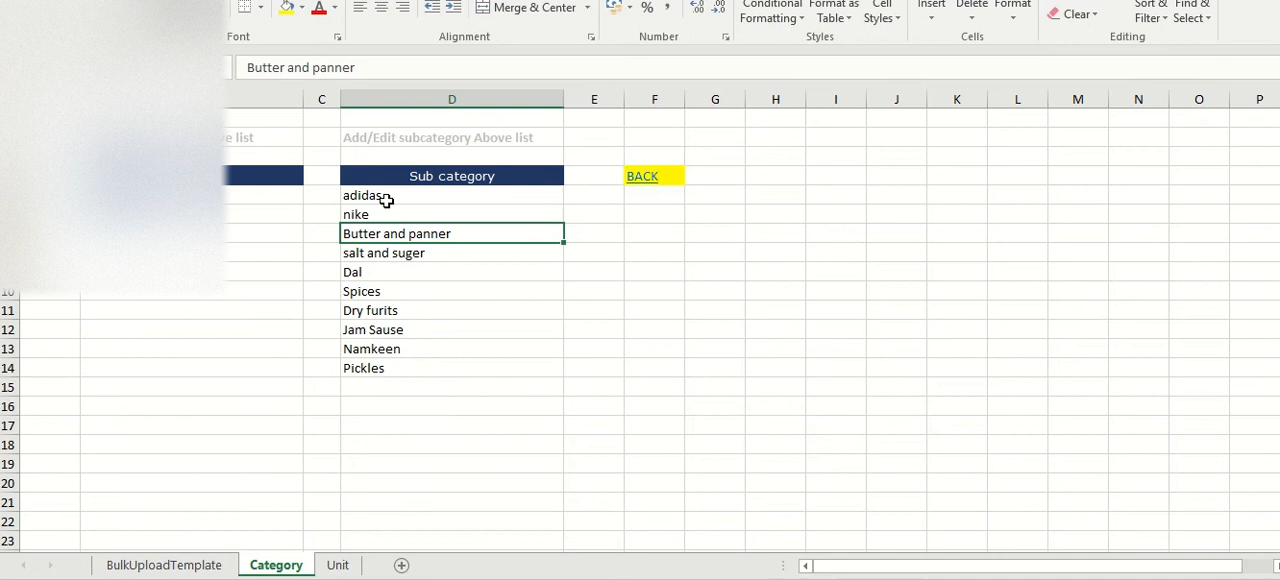 Merge & Center
%
Conditional Formatting
Format as Table
Cell Styles
Insert
Delete
Format
Clear
Sort & Filter
Find & Select
Font
Alignment
Number
Styles
Cells
Editing
Butter and panner
C D E F G H I J K L M N O P
ve list
Add/Edit subcategory Above list
Sub category
BACK
adidas
nike
Butter and panner
salt and suger
Dal
10 Spices
11 Dry furits
12 Jam Sause
13 Namkeen
14 Pickles
15
16
17
18
19
20
21
22
23
BulkUploadTemplate Category Unit